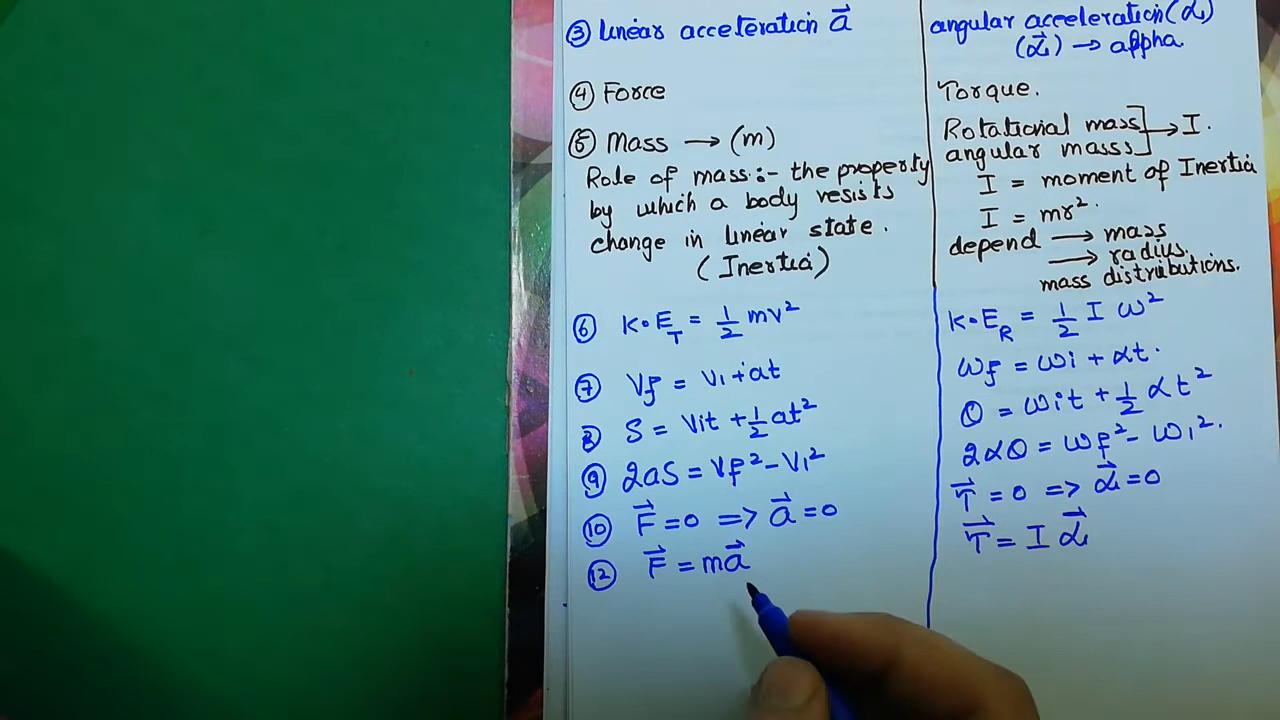 ③ Linear acceleration a⃗
angular acceleration (α)
(α⃗) → alpha
④ Force
Torque.
⑤ Mass → (m)
Rotational mass
angular masss → I.
Role of mass:- the property
by which a body resists
change in linear state.
(Inertia)
I = moment of Inertia
I = mr².
depend → mass
→ radius.
mass distributions.
⑥ K.E_T = 1/2 mv²
K.E_R = 1/2 I ω²
⑦ Vf = Vi + at
ωf = ωi + αt.
⑧ S = Vit + 1/2 at²
θ = ωit + 1/2 αt²
⑨ 2aS = Vf² – Vi²
2αθ = ωf² – ωi².
⑩ F⃗ = 0 => a⃗ = 0
τ⃗ = 0 => α⃗ = 0
⑫ F⃗ = ma⃗
τ⃗ = I α⃗